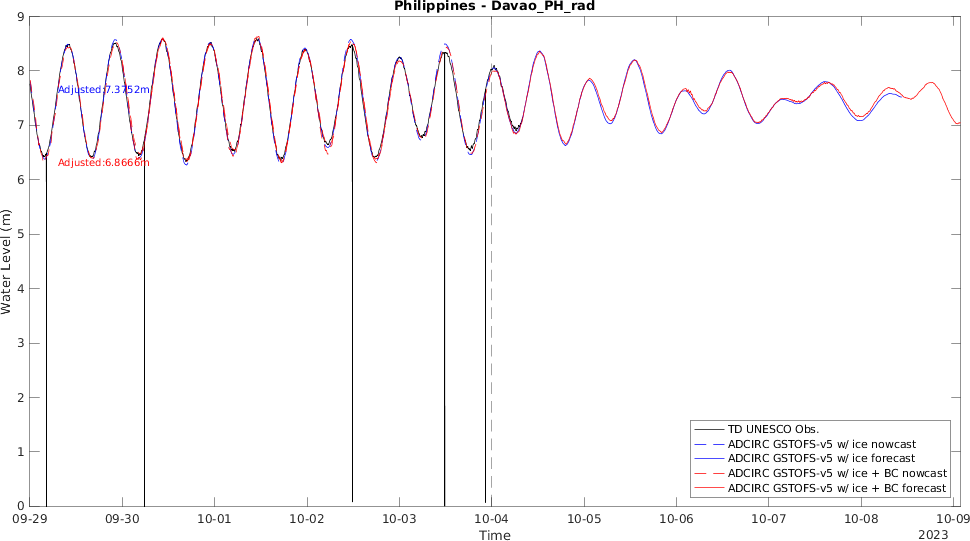 Philippines - Davao_PH_rad
9
8
7
6
5
4
3
2
1
0
Water Level (m)
Adjusted:7.3752m
Adjusted:6.8666m
TD UNESCO Obs.
ADCIRC GSTOFS-v5 w/ ice nowcast
ADCIRC GSTOFS-v5 w/ ice forecast
ADCIRC GSTOFS-v5 w/ ice + BC nowcast
ADCIRC GSTOFS-v5 w/ ice + BC forecast
09-29 09-30 10-01 10-02 10-03 10-04 10-05 10-06 10-07 10-08 10-09
Time
2023